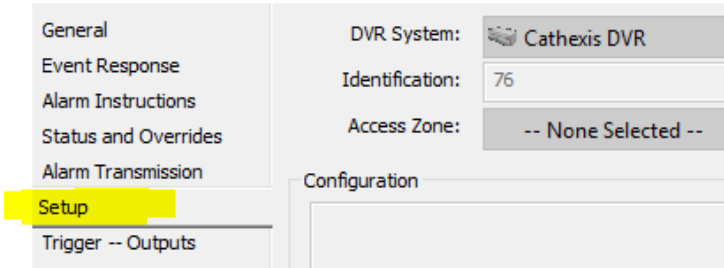 General
Event Response
Alarm Instructions
Status and Overrides
Alarm Transmission
Setup
Trigger -- Outputs
DVR System: Cathexis DVR
Identification: 76
Access Zone: -- None Selected --
Configuration